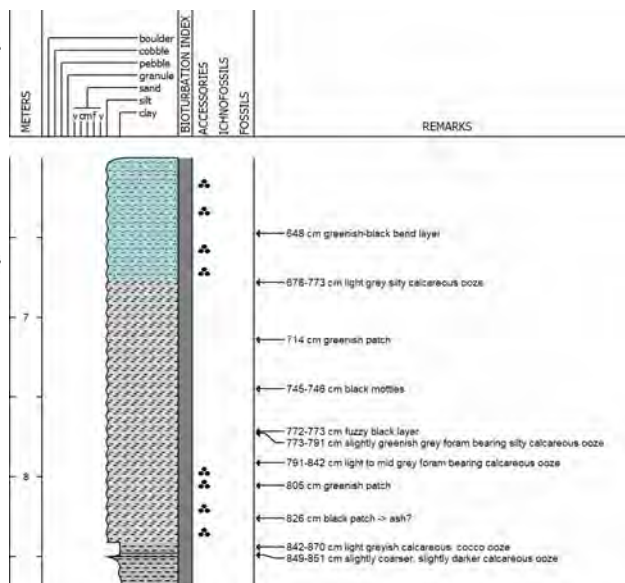 boulder
cobble
pebble
granule
sand
silt
v c m f v
clay
METERS
BIOTURBATION INDEX
ACCESSORIES
ICHNOFOSSILS
FOSSILS
REMARKS
648 cm greenish-black bend layer
678-773 cm light grey silty calcareous ooze
7
714 cm greenish patch
745-746 cm black mottles
772-773 cm fuzzy black layer
773-791 cm slightly greenish grey foram bearing silty calcareous ooze
791-842 cm light to mid grey foram bearing calcareous ooze
8
805 cm greenish patch
826 cm black patch -> ash?
842-870 cm light greyish calcareous cocco ooze
849-851 cm slightly coarser, slightly darker calcareous ooze